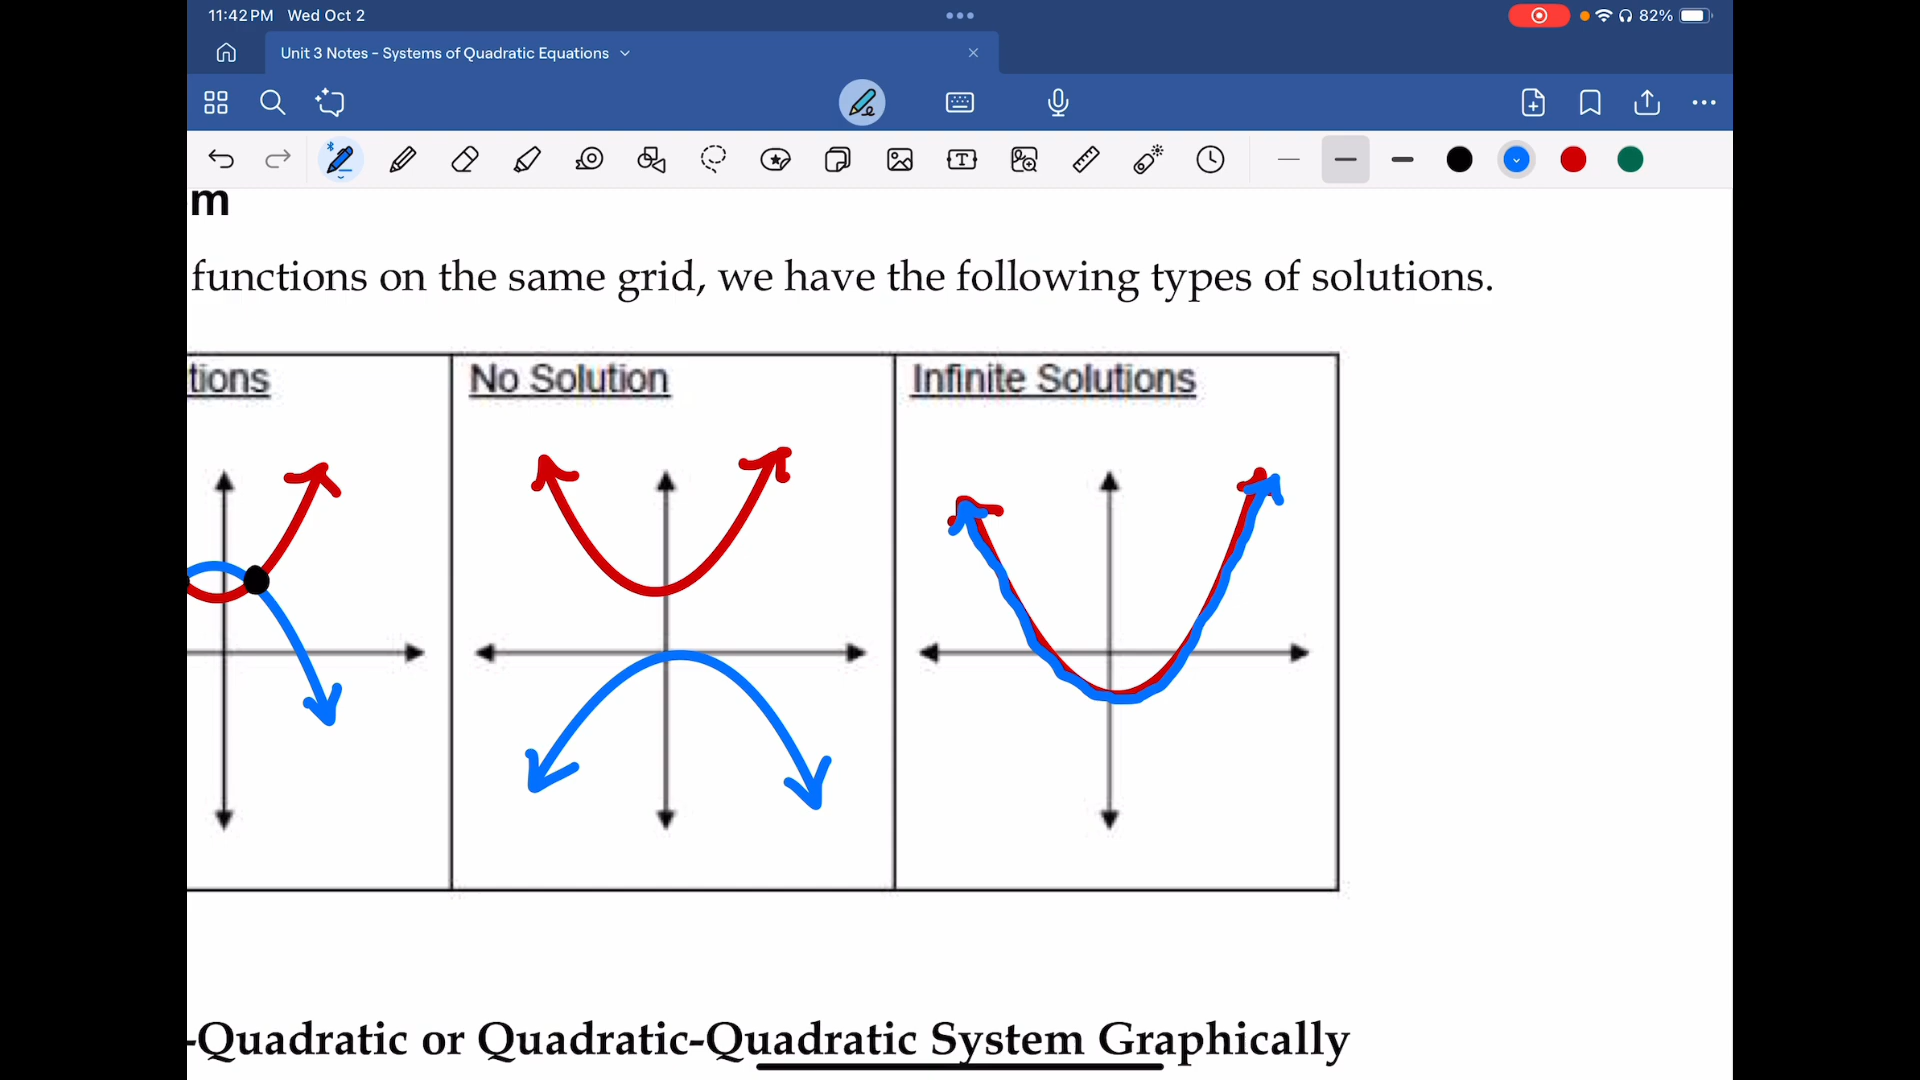 11:42 PM Wed Oct 2
82%
Unit 3 Notes - Systems of Quadratic Equations
m
functions on the same grid, we have the following types of solutions.
tions
No Solution
Infinite Solutions
-Quadratic or Quadratic-Quadratic System Graphically